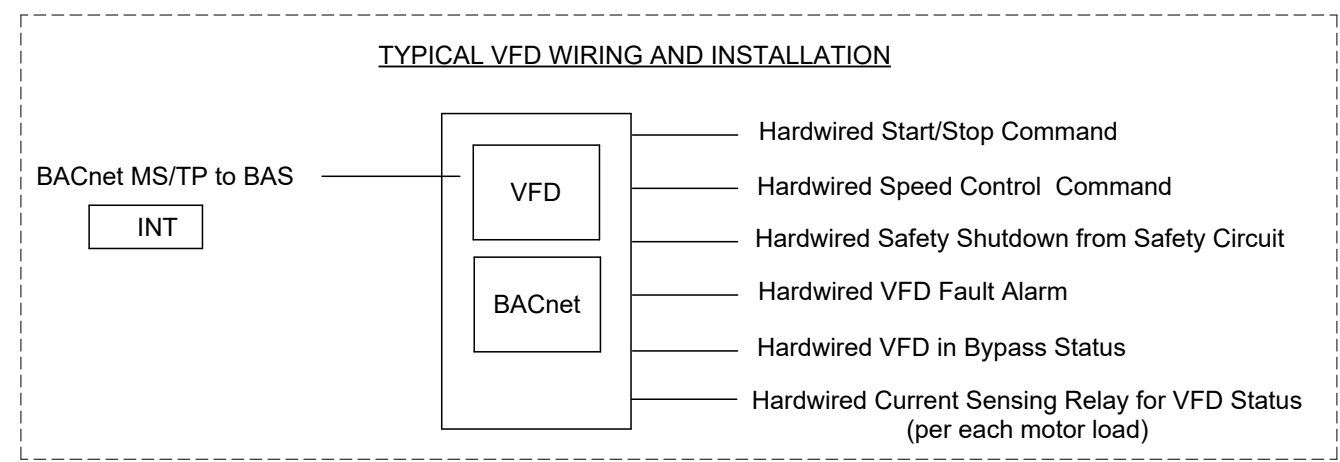 TYPICAL VFD WIRING AND INSTALLATION
Hardwired Start/Stop Command
BACnet MS/TP to BAS
VFD
Hardwired Speed Control Command
INT
Hardwired Safety Shutdown from Safety Circuit
BACnet
Hardwired VFD Fault Alarm
Hardwired VFD in Bypass Status
Hardwired Current Sensing Relay for VFD Status
(per each motor load)